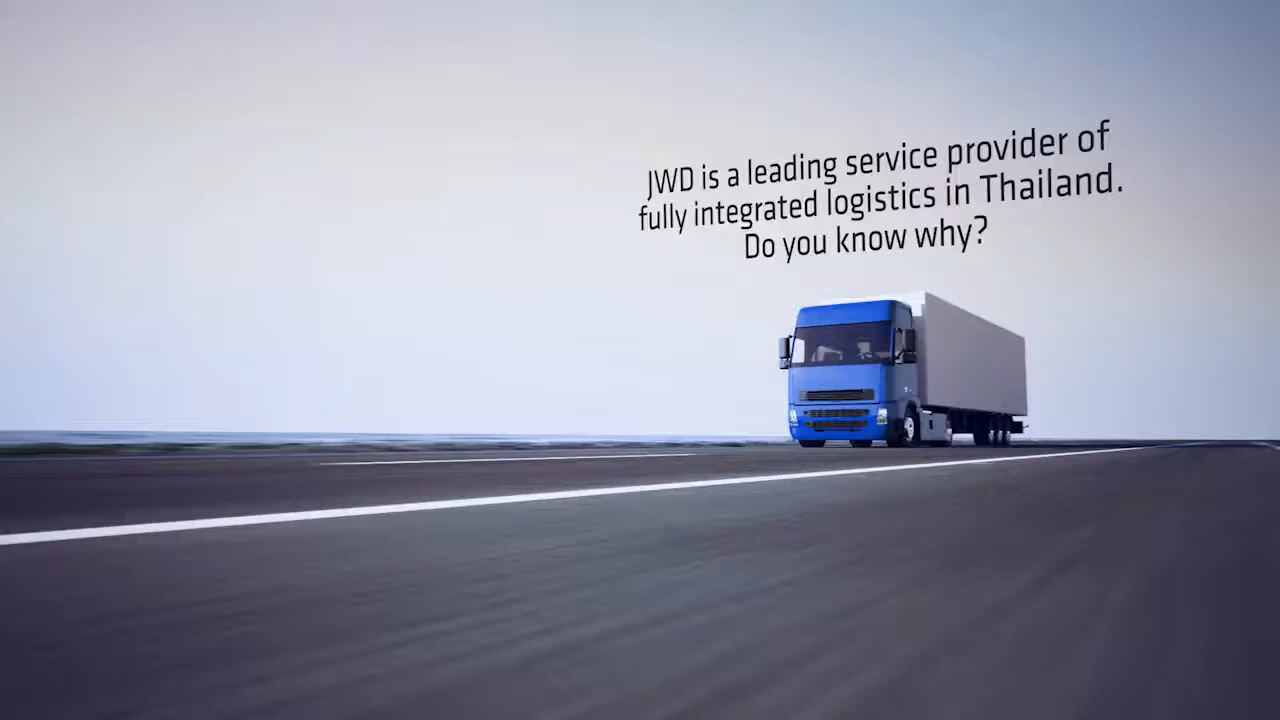 JWD is a leading service provider of
fully integrated logistics in Thailand.
Do you know why?